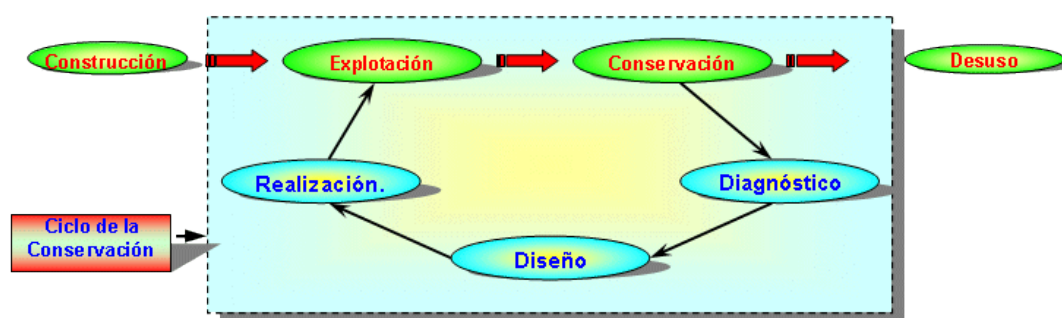 Construcción
Explotación
Conservación
Desuso
Realización.
Diagnóstico
Ciclo de la
Conservación
Diseño